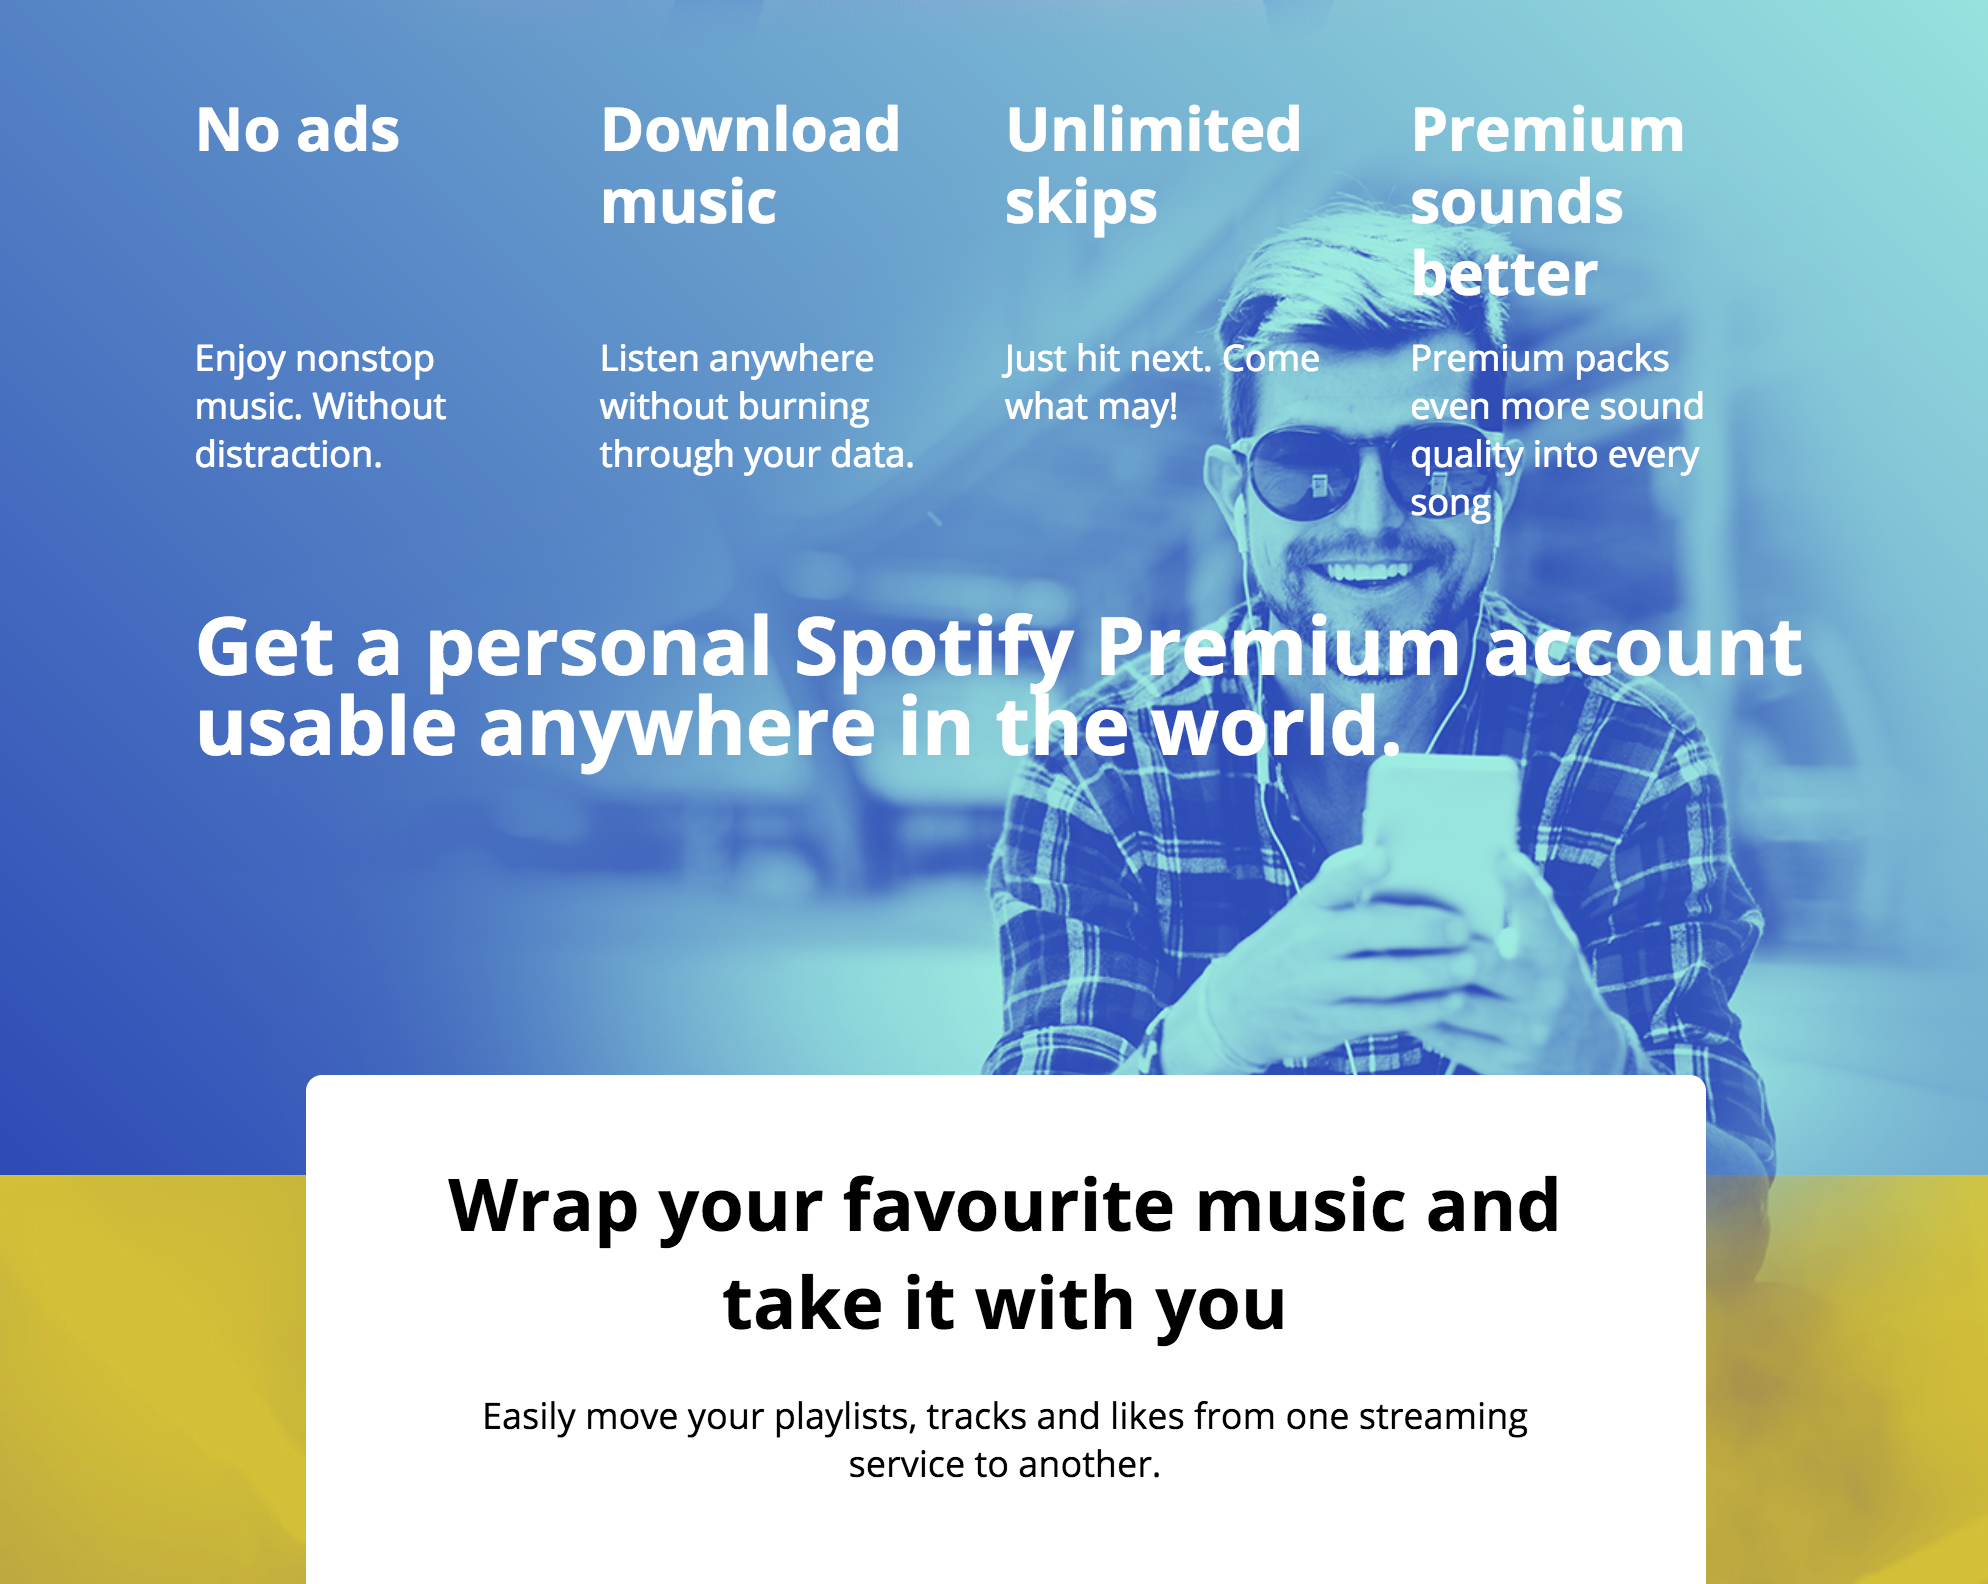 No ads
Enjoy nonstop
music. Without
distraction.
Download
music
Listen anywhere
without burning
through your data.
Unlimited
skips
Just hit next. Come
what may!
Premium
sounds
better
Premium packs
even more sound
quality into every
song
Get a personal Spotify Premium account
usable anywhere in the world.
Wrap your favourite music and
take it with you
Easily move your playlists, tracks and likes from one streaming
service to another.